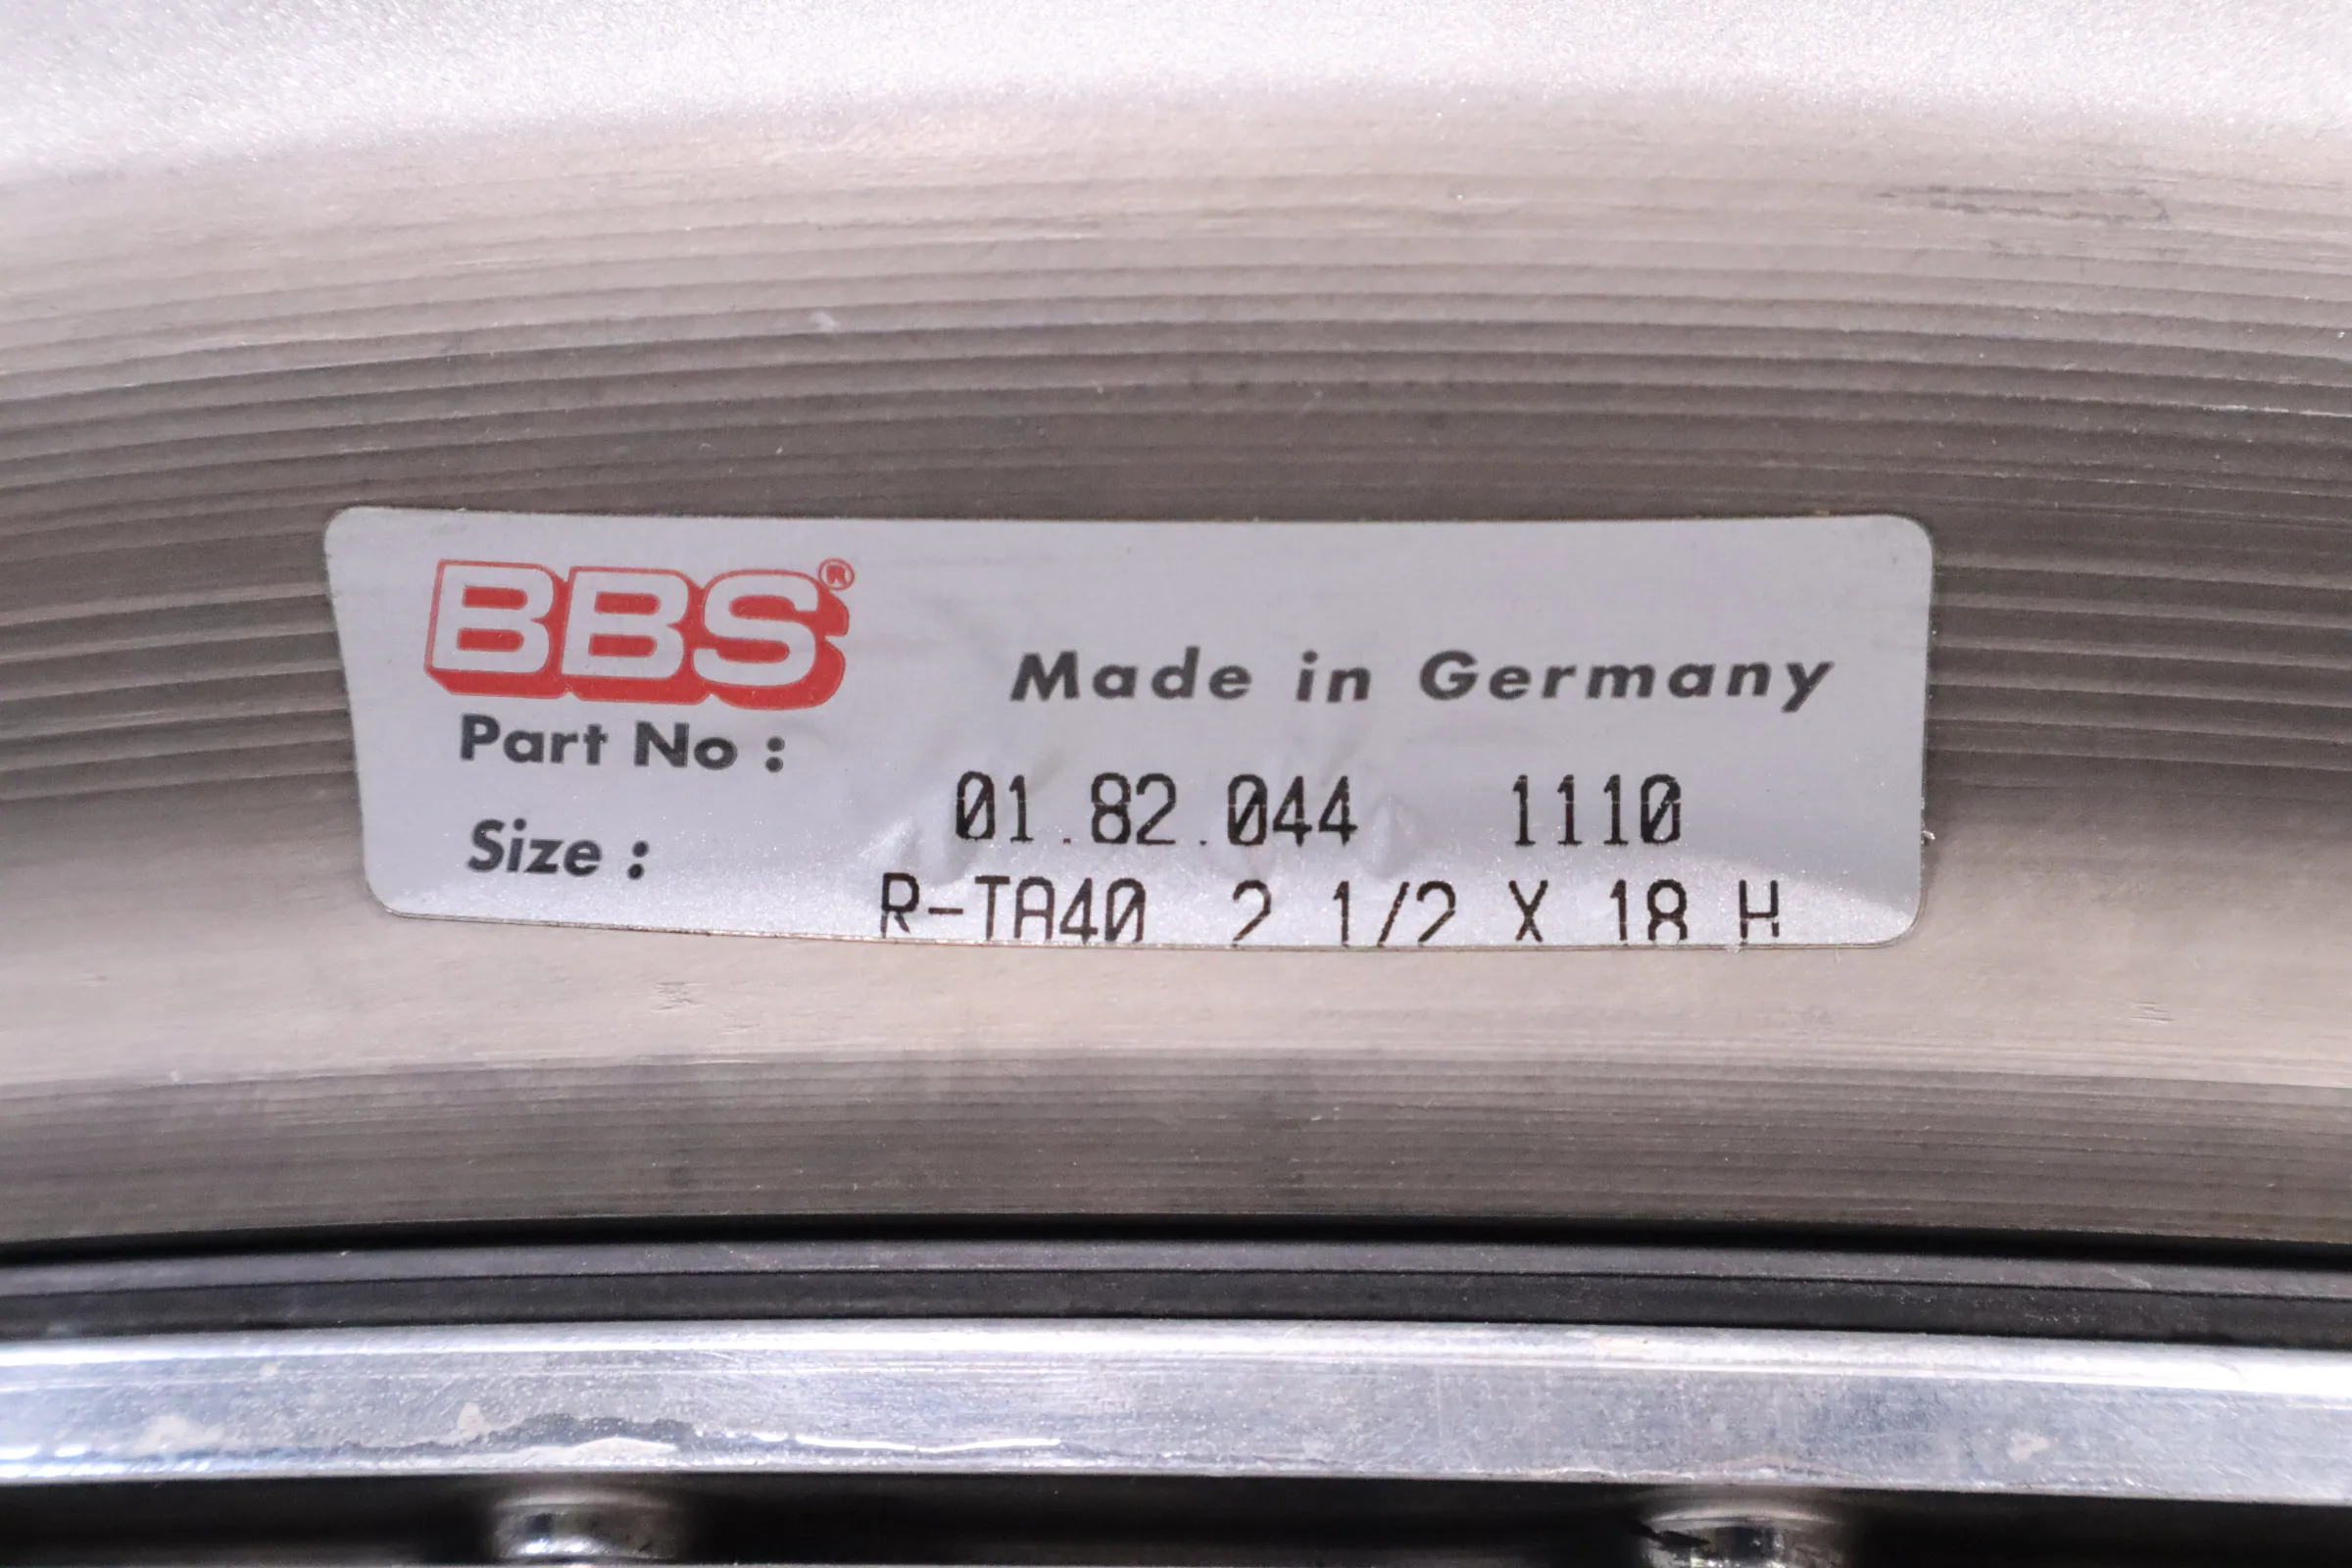 BBS®
Made in Germany
Part No :
01.82.044 1110
Size :
R-TA40 2 1/2 X 18 H